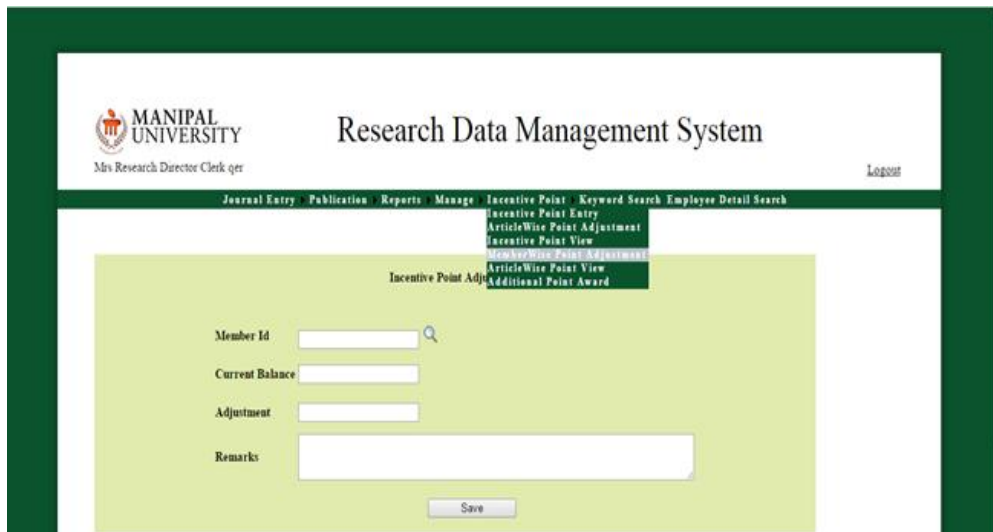 MANIPAL
UNIVERSITY
Research Data Management System
Mrs Research Director Clerk qer
Logout
Journal Entry Publication Reports Manage Incentive Point Keyword Search Employee Detail Search
Incentive Point Entry
ArticleWise Point Adjustment
Incentive Point View
MemberWise Point Adjustment
ArticleWise Point View
Additional Point Award
Incentive Point Adju
Member Id
Current Balance
Adjustment
Remarks
Save